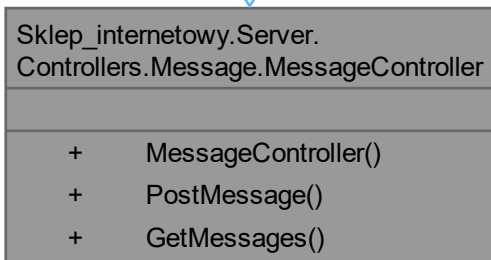 Sklep_internetowy.Server.
Controllers.Message.MessageController
+ MessageController()
+ PostMessage()
+ GetMessages()